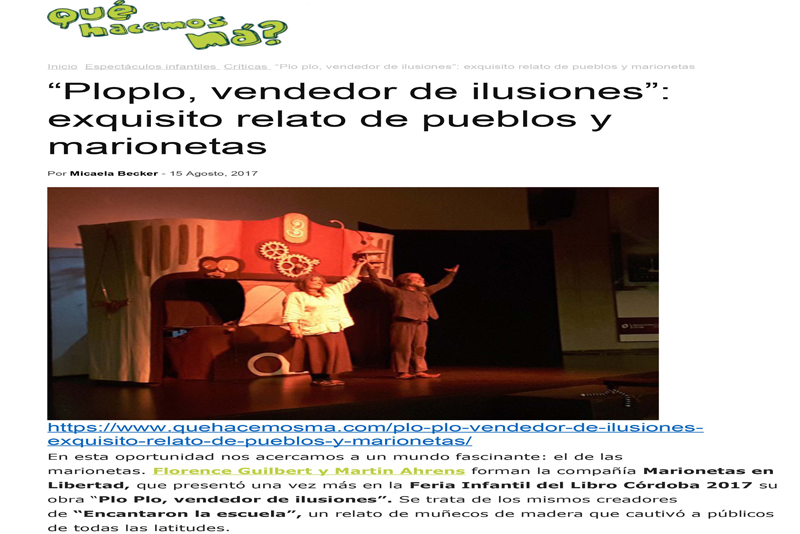 Qué
hacemos
má?
Inicio Espectáculos infantiles Críticas "Plo plo, vendedor de ilusiones": exquisito relato de pueblos y marionetas
“Ploplo, vendedor de ilusiones”:
exquisito relato de pueblos y
marionetas
Por Micaela Becker - 15 Agosto, 2017
https://www.quehacemosma.com/plo-plo-vendedor-de-ilusiones-
exquisito-relato-de-pueblos-y-marionetas/
En esta oportunidad nos acercamos a un mundo fascinante: el de las
marionetas. Florence Guilbert y Martin Ahrens forman la compañía Marionetas en
Libertad, que presentó una vez más en la Feria Infantil del Libro Córdoba 2017 su
obra “Plo Plo, vendedor de ilusiones”. Se trata de los mismos creadores
de “Encantaron la escuela”, un relato de muñecos de madera que cautivó a públicos
de todas las latitudes.